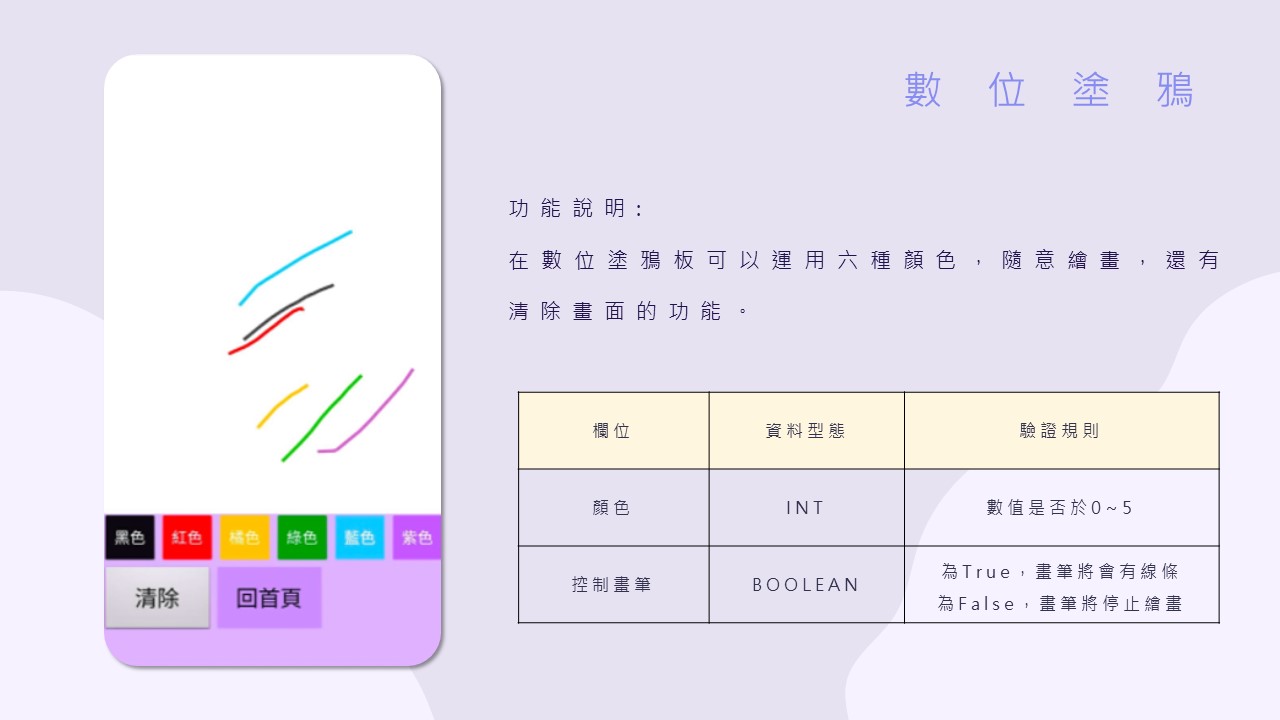 數位塗鴉
功能說明:
在數位塗鴉板可以運用六種顏色，隨意繪畫，還有
清除畫面的功能。
欄位 資料型態 驗證規則
顏色 INT 數值是否於0~5
控制畫筆 BOOLEAN 為True，畫筆將會有線條
為False，畫筆將停止繪畫
黑色 紅色 橘色 綠色 藍色 紫色
清除 回首頁